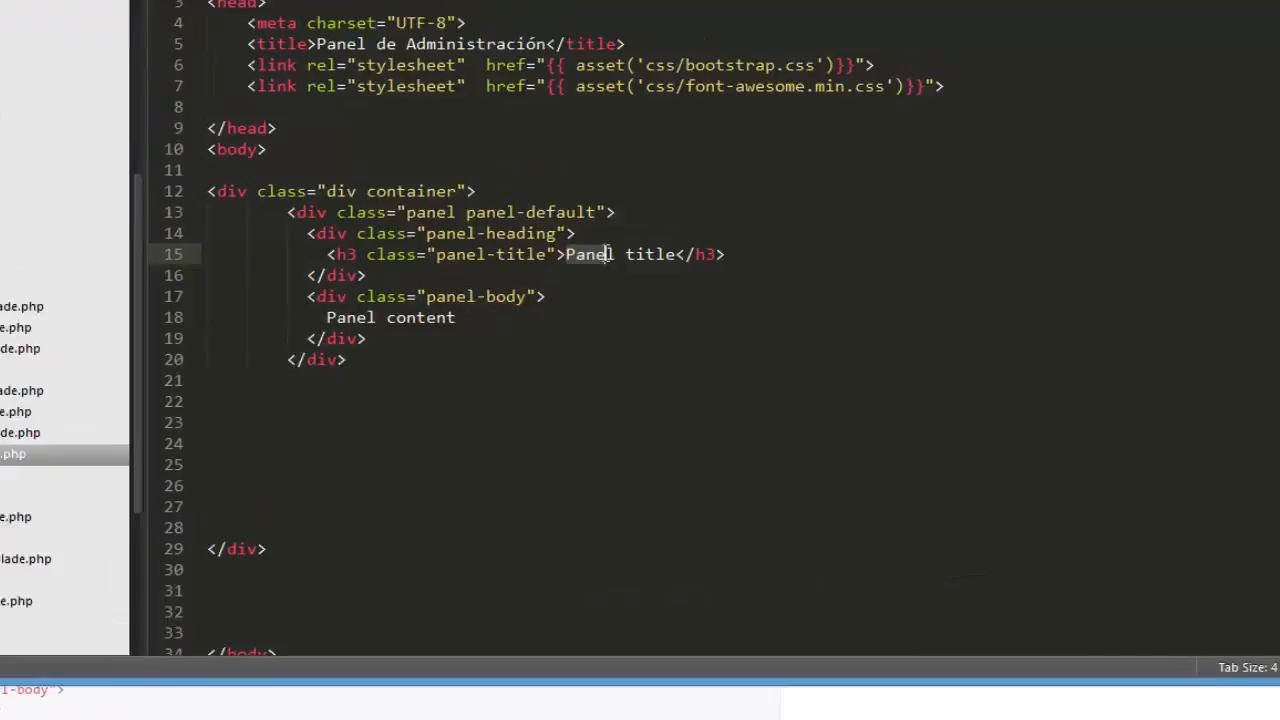 3 <head>
4 <meta charset="UTF-8">
5 <title>Panel de Administración</title>
6 <link rel="stylesheet"  href="{{ asset('css/bootstrap.css')}}">
7 <link rel="stylesheet"  href="{{ asset('css/font-awesome.min.css')}}">
8
9 </head>
10 <body>
11
12 <div class="div container">
13 <div class="panel panel-default">
14 <div class="panel-heading">
15 <h3 class="panel-title">Panel title</h3>
16 </div>
17 <div class="panel-body">
18 Panel content
19 </div>
20 </div>
21
22
23
24
25
26
27
28
29 </div>
30
31
32
33
34 </body>
ade.php
e.php
de.php
ade.php
e.php
de.php
.php
e.php
lade.php
e.php
Tab Size: 4
l-body">